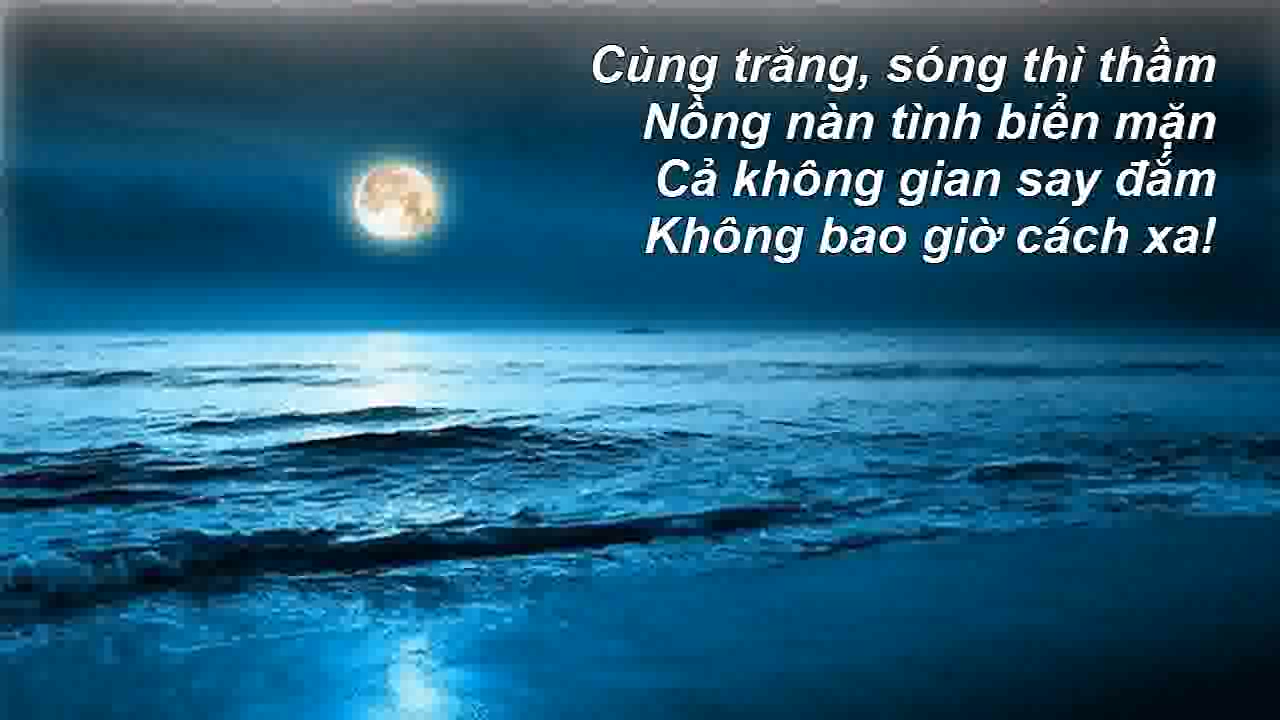 Cùng trăng, sóng thì thầm
Nồng nàn tình biển mặn
Cả không gian say đắm
Không bao giờ cách xa!